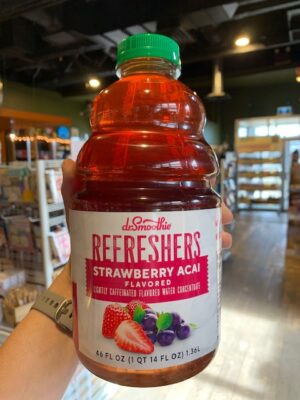 dr.Smoothie
REFRESHERS
STRAWBERRY ACAI
FLAVORED
LIGHTLY CAFFEINATED FLAVORED WATER CONCENTRATE
46 FL OZ (1 QT 14 FL OZ) 1.36L